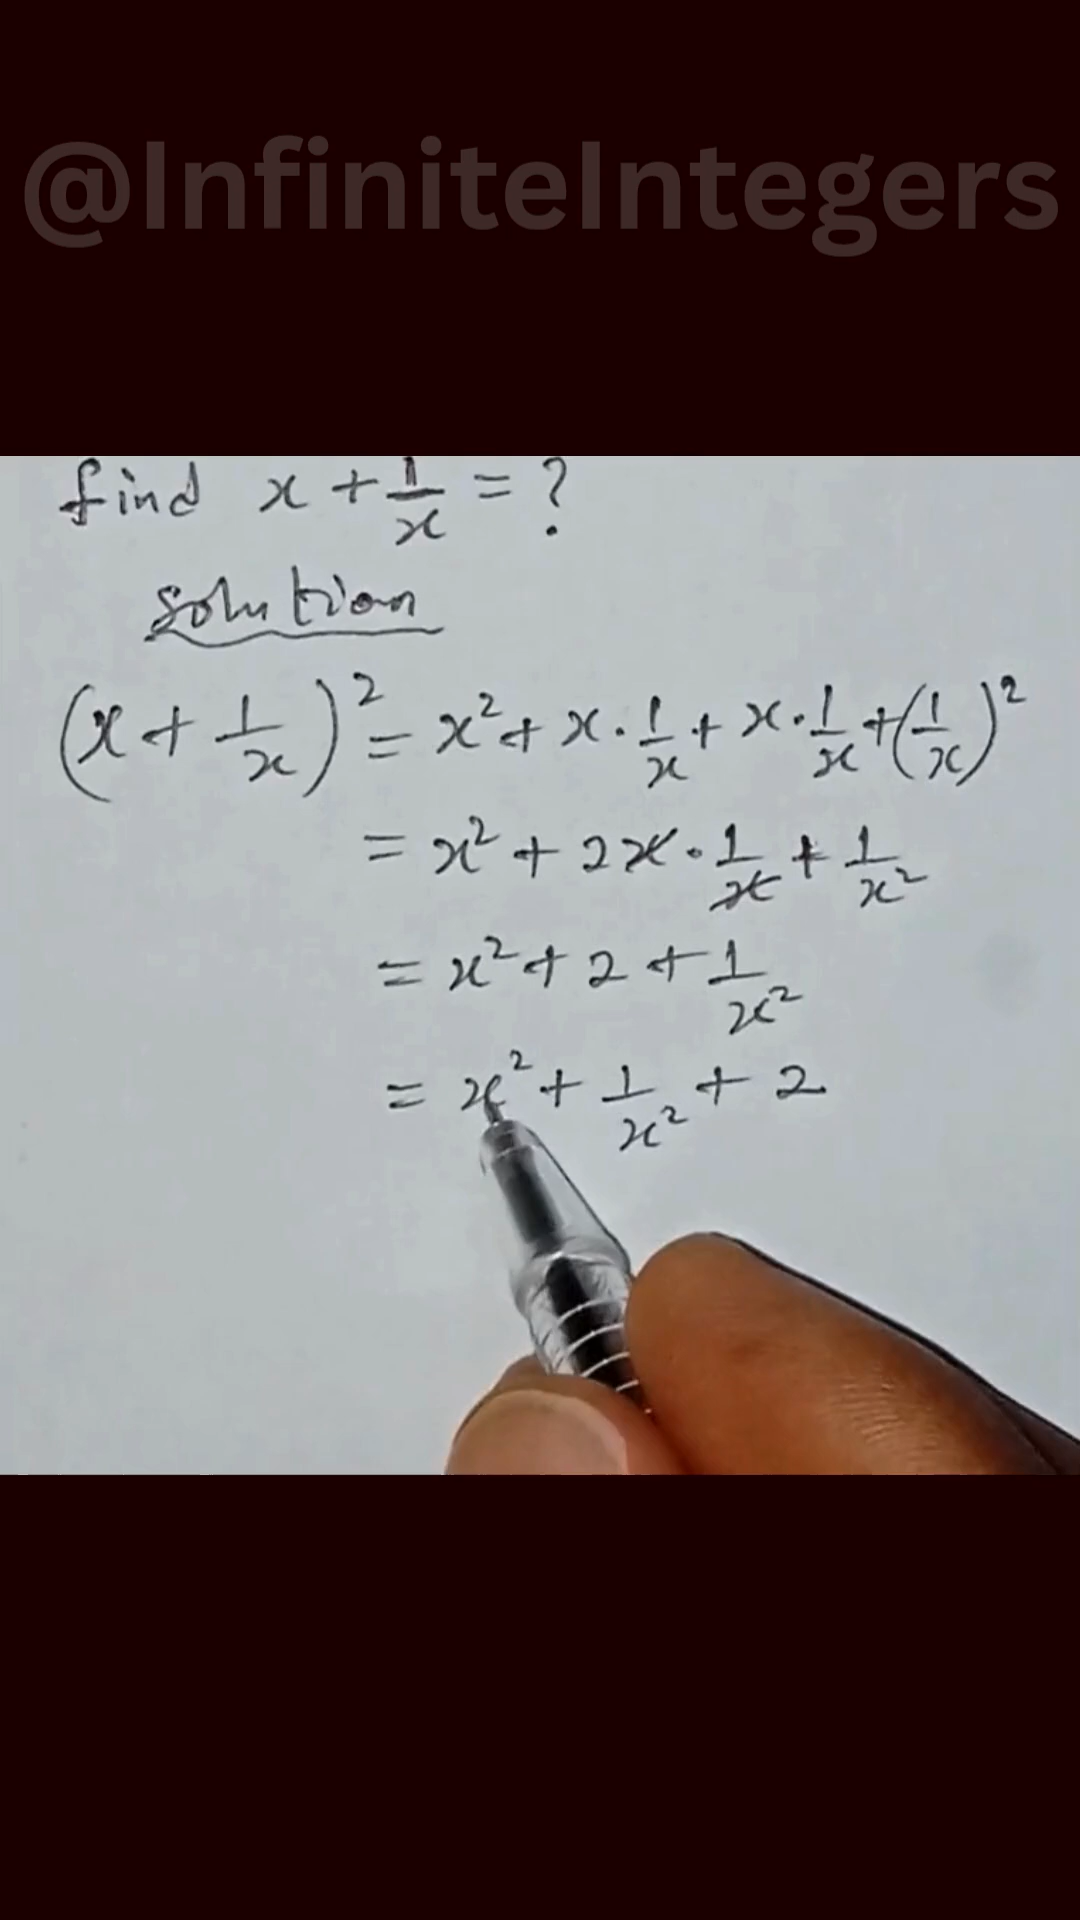 @InfiniteIntegers
find x + 1/x = ?
solution
(x + 1/x)² = x² + x · 1/x + x · 1/x + (1/x)²
= x² + 2x · 1/x + 1/x²
= x² + 2 + 1/x²
= x² + 1/x² + 2